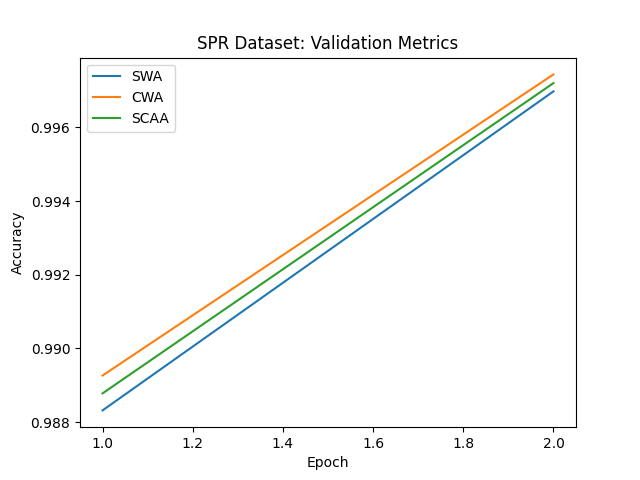 SPR Dataset: Validation Metrics
SWA
CWA
SCAA
Accuracy
0.996
0.994
0.992
0.990
0.988
1.0 1.2 1.4 1.6 1.8 2.0
Epoch